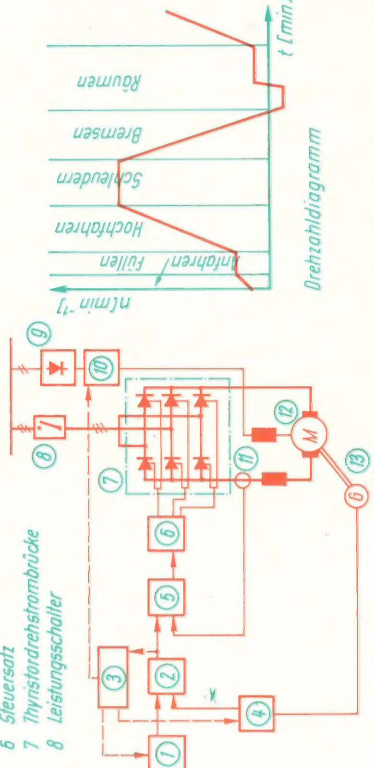 6 Steuersatz
7 Thyristordrehstrombrücke
8 Leistungsschalter
1
2
3
4
5
6
7
8
9
10
11
12
13
M
G
n[min⁻¹]
Anfahren
Füllen
Hochfahren
Schleudern
Bremsen
Räumen
t [min]
Drehzahldiagramm